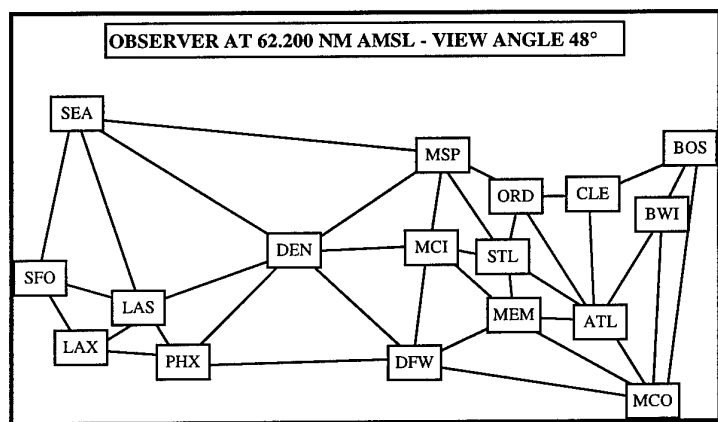 OBSERVER AT 62.200 NM AMSL - VIEW ANGLE 48°
SEA
MSP
BOS
ORD
CLE
BWI
DEN
MCI
STL
SFO
LAS
MEM
ATL
LAX
PHX
DFW
MCO